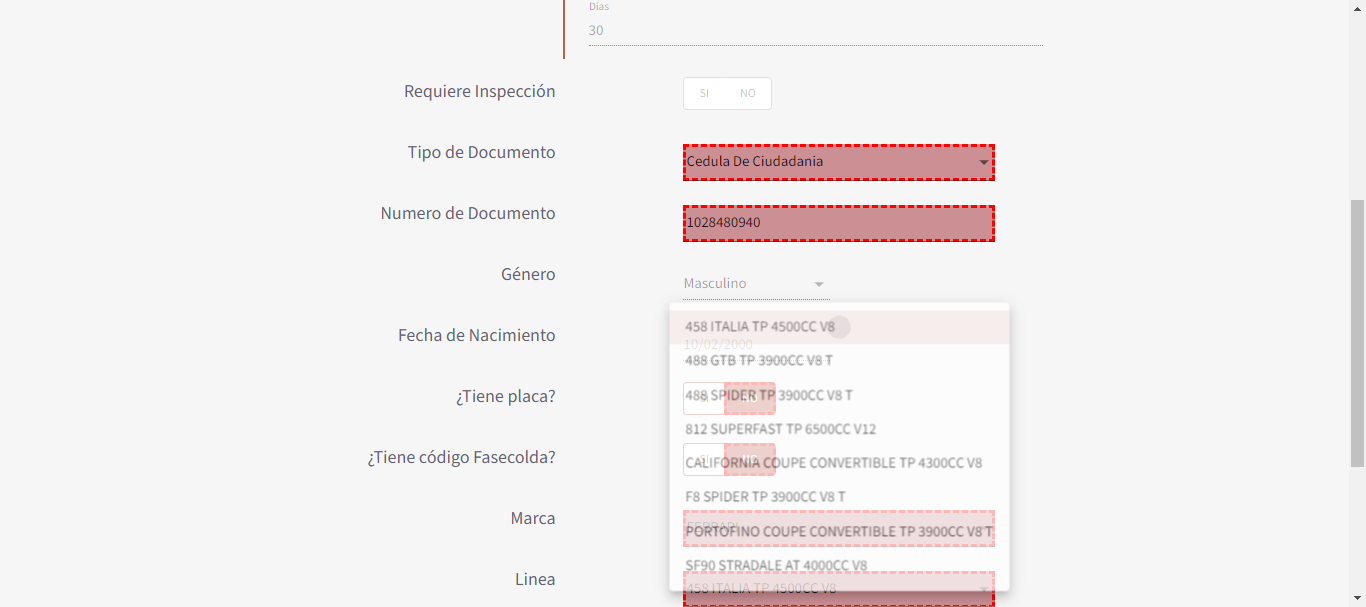 Días
30
Requiere Inspección
SI NO
Tipo de Documento
Cedula De Ciudadania
Numero de Documento
1028480940
Género
Masculino
Fecha de Nacimiento
10/02/2000
458 ITALIA TP 4500CC V8
488 GTB TP 3900CC V8 T
¿Tiene placa?
488 SPIDER TP 3900CC V8 T
NO
812 SUPERFAST TP 6500CC V12
¿Tiene código Fasecolda?
SI NO
CALIFORNIA COUPE CONVERTIBLE TP 4300CC V8
F8 SPIDER TP 3900CC V8 T
Marca
FERRARI
PORTOFINO COUPE CONVERTIBLE TP 3900CC V8 T
SF90 STRADALE AT 4000CC V8
Linea
458 ITALIA TP 4500CC V8